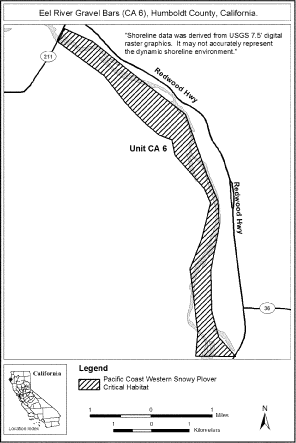 Eel River Gravel Bars (CA 6), Humboldt County, California.
"Shoreline data was derived from USGS 7.5' digital
raster graphics. It may not accurately represent
the dynamic shoreline environment."
211
Redwood Hwy
Unit CA 6
Redwood Hwy
36
California
Location Index
Legend
Pacific Coast Western Snowy Plover
Critical Habitat
1 0 1
Miles
1 0 1
Kilometers
N